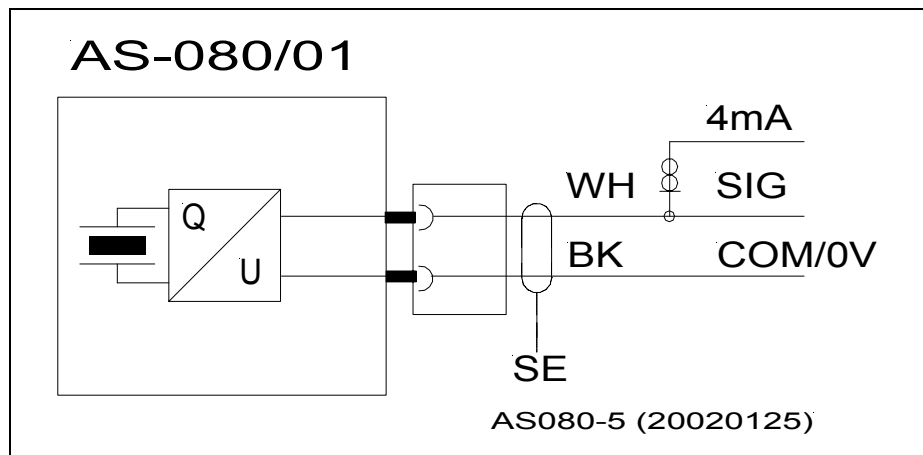 AS-080/01
4mA
WH SIG
Q
BK COM/0V
U
SE
AS080-5 (20020125)